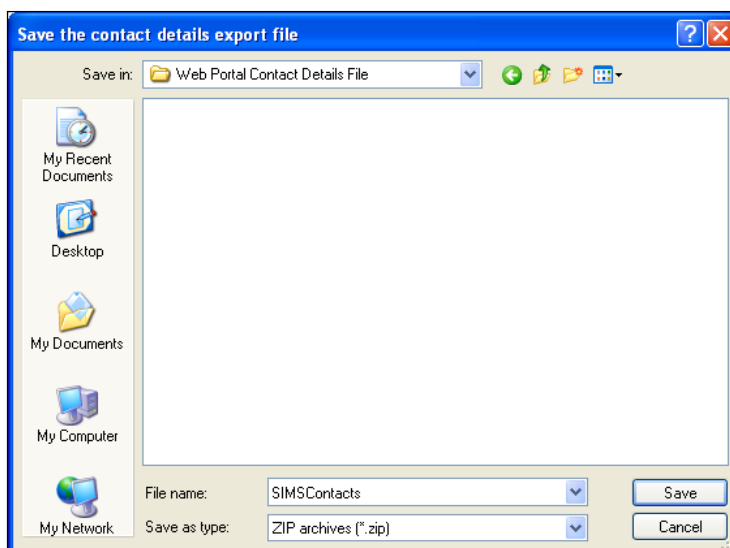 Save the contact details export file
Save in: Web Portal Contact Details File
My Recent
Documents
Desktop
My Documents
My Computer
My Network
File name: SIMSContacts Save
Save as type: ZIP archives (*.zip) Cancel